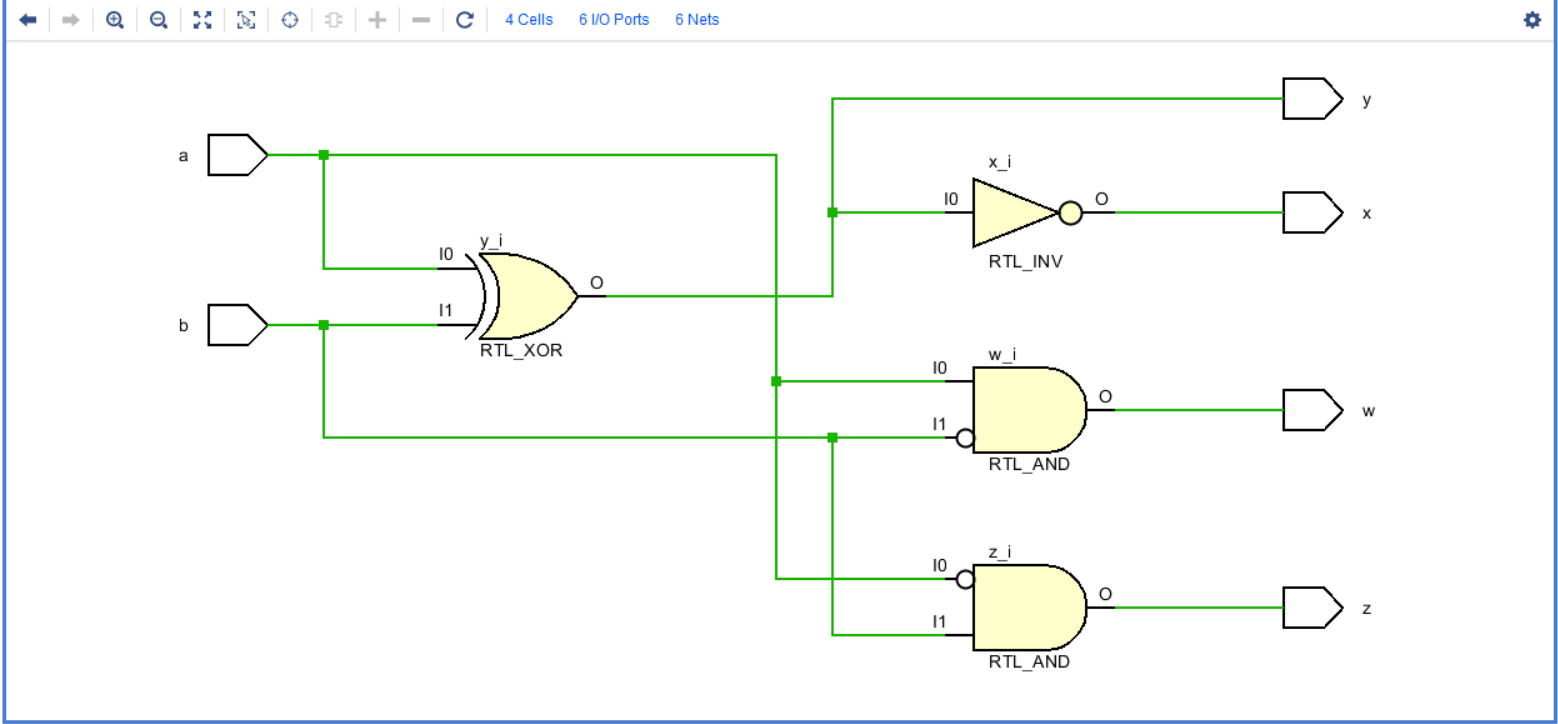 4 Cells 6 I/O Ports 6 Nets
y
a
x_i
I0
O
x
RTL_INV
y_i
I0
O
I1
b
RTL_XOR
w_i
I0
O
w
I1
RTL_AND
z_i
I0
O
z
I1
RTL_AND